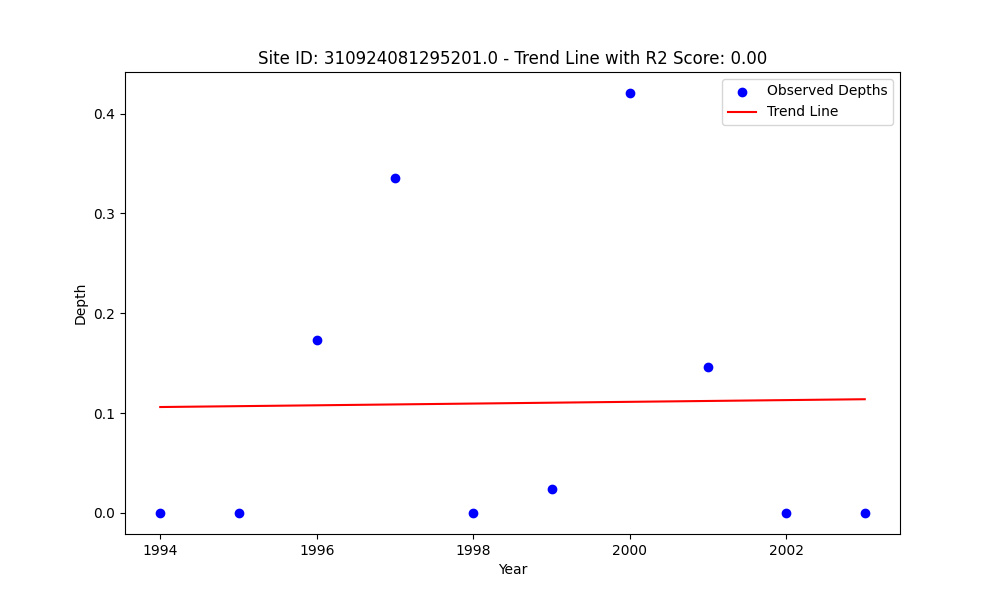 Site ID: 310924081295201.0 - Trend Line with R2 Score: 0.00
Observed Depths
Trend Line
Depth
0.4
0.3
0.2
0.1
0.0
1994
1996
1998
2000
2002
Year